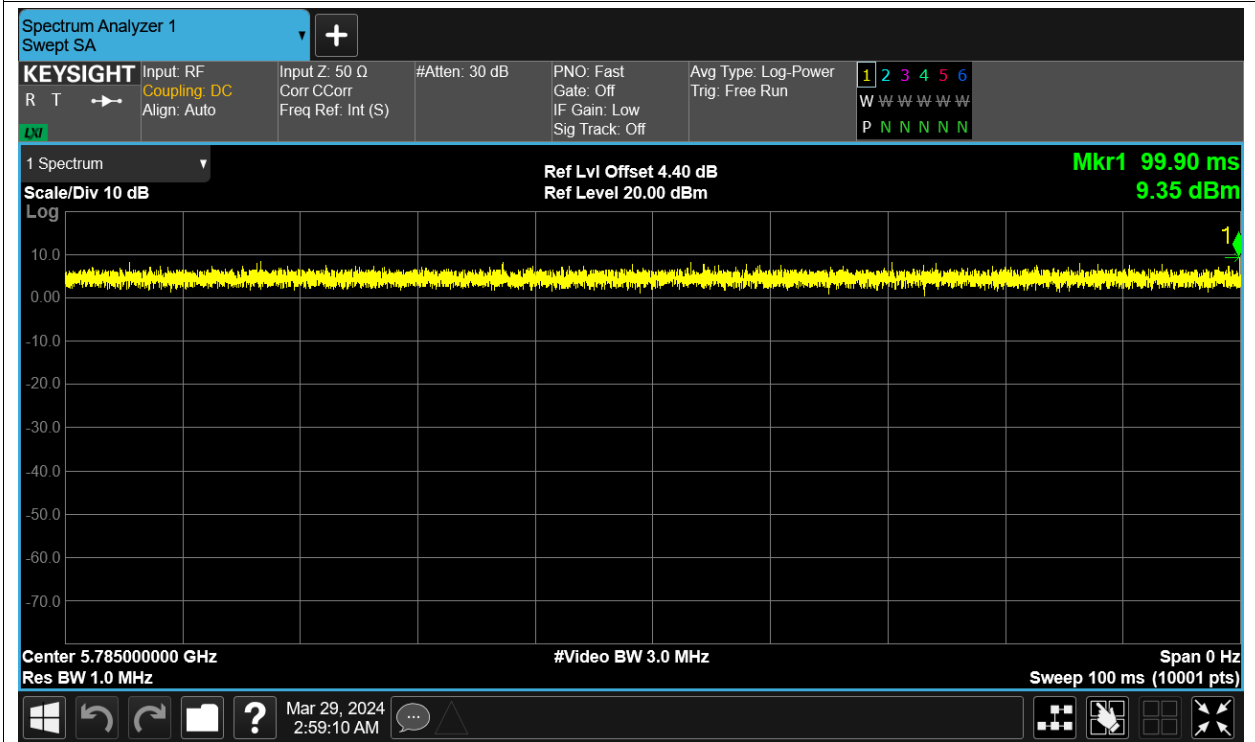 Spectrum Analyzer 1
Swept SA
+
KEYSIGHT
R T
LXI
Input: RF
Coupling: DC
Align: Auto
Input Z: 50 Ω
Corr CCorr
Freq Ref: Int (S)
#Atten: 30 dB
PNO: Fast
Gate: Off
IF Gain: Low
Sig Track: Off
Avg Type: Log-Power
Trig: Free Run
1 2 3 4 5 6
W W W W W W
P N N N N N
1 Spectrum
Scale/Div 10 dB
Log
Ref Lvl Offset 4.40 dB
Ref Level 20.00 dBm
Mkr1 99.90 ms
9.35 dBm
1
10.0
0.00
-10.0
-20.0
-30.0
-40.0
-50.0
-60.0
-70.0
Center 5.785000000 GHz
Res BW 1.0 MHz
#Video BW 3.0 MHz
Span 0 Hz
Sweep 100 ms (10001 pts)
?
Mar 29, 2024
2:59:10 AM